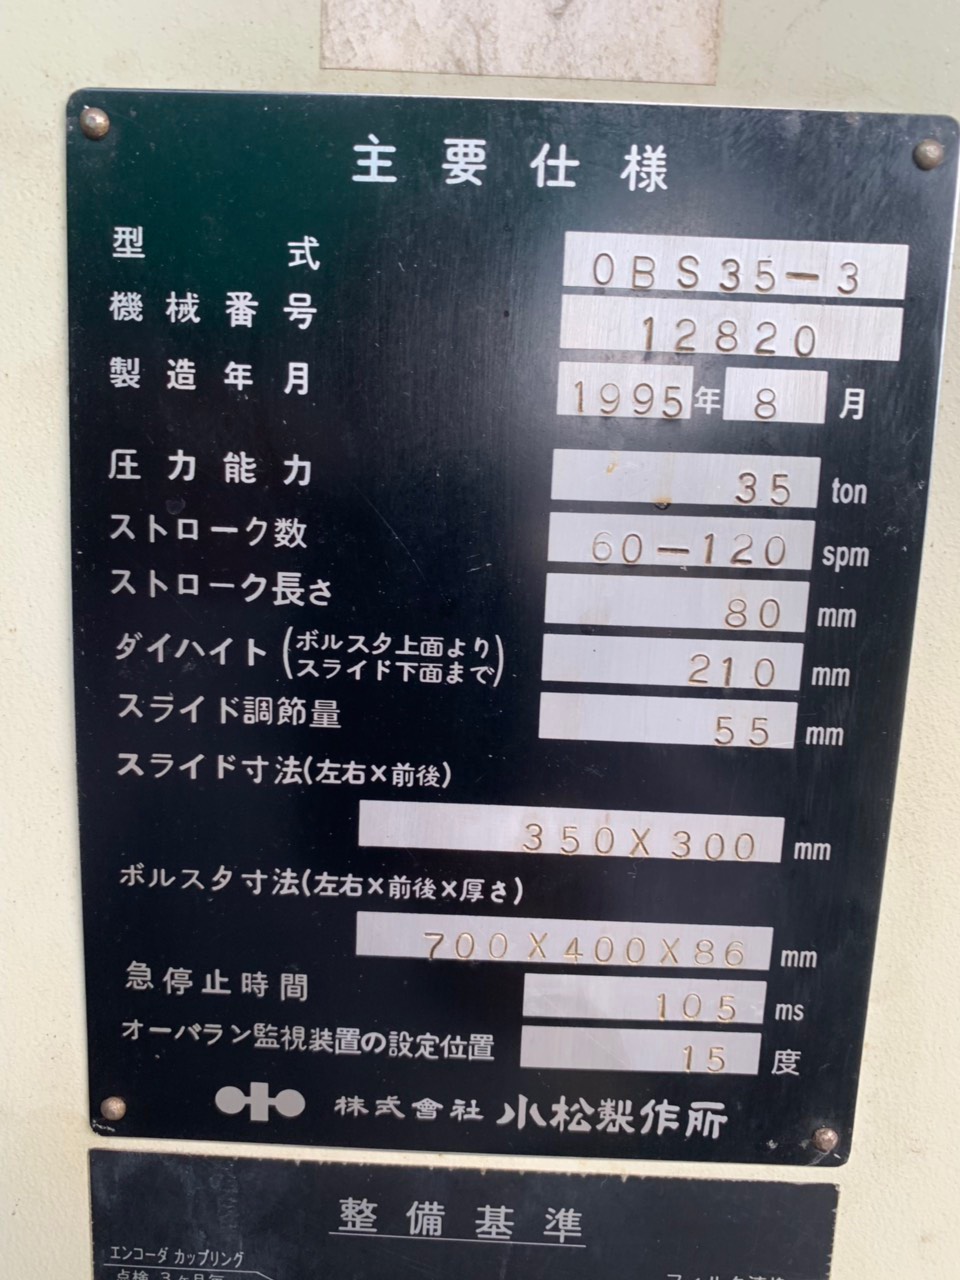 主要仕様
型式 OBS35-3
機械番号 12820
製造年月 1995年 8月
圧力能力 35 ton
ストローク数 60-120 spm
ストローク長さ 80 mm
ダイハイト (ボルスタ上面より スライド下面まで) 210 mm
スライド調節量 55 mm
スライド寸法(左右×前後)
350X300 mm
ボルスタ寸法(左右×前後×厚さ)
700X400X86 mm
急停止時間 105 ms
オーバラン監視装置の設定位置 15 度
株式會社 小松製作所
整備基準
エンコーダ カップリング
点検 3ヶ月毎